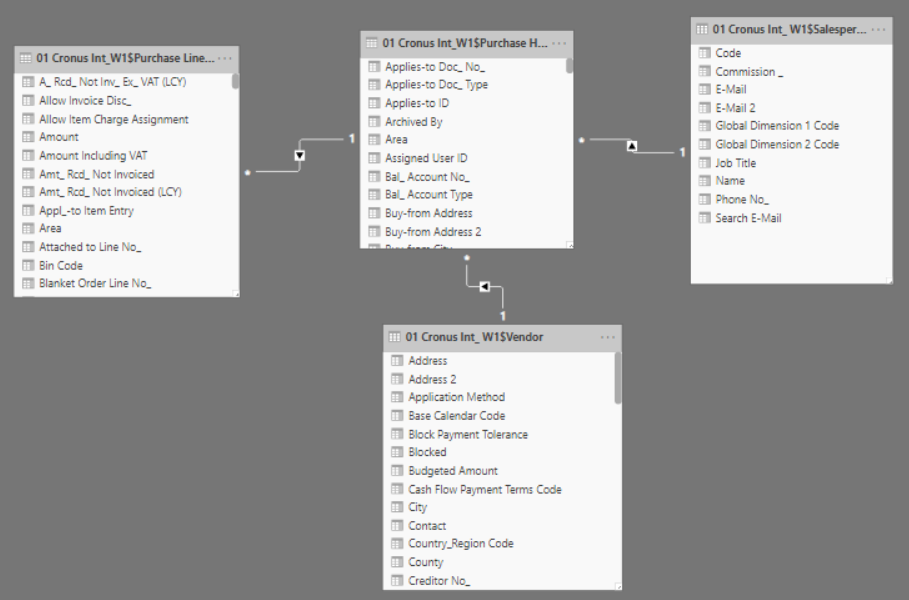 01 Cronus Int_W1$Purchase Line...
A_ Rcd_ Not Inv_ Ex_ VAT (LCY)
Allow Invoice Disc_
Allow Item Charge Assignment
Amount
Amount Including VAT
Amt_ Rcd_ Not Invoiced
Amt_ Rcd_ Not Invoiced (LCY)
Appl_-to Item Entry
Area
Attached to Line No_
Bin Code
Blanket Order Line No_
*
1
01 Cronus Int_W1$Purchase H...
Applies-to Doc_ No_
Applies-to Doc_ Type
Applies-to ID
Archived By
Area
Assigned User ID
Bal_ Account No_
Bal_ Account Type
Buy-from Address
Buy-from Address 2
Buy-from City
*
1
01 Cronus Int_ W1$Salesper...
Code
Commission _
E-Mail
E-Mail 2
Global Dimension 1 Code
Global Dimension 2 Code
Job Title
Name
Phone No_
Search E-Mail
*
1
01 Cronus Int_ W1$Vendor
Address
Address 2
Application Method
Base Calendar Code
Block Payment Tolerance
Blocked
Budgeted Amount
Cash Flow Payment Terms Code
City
Contact
Country_Region Code
County
Creditor No_